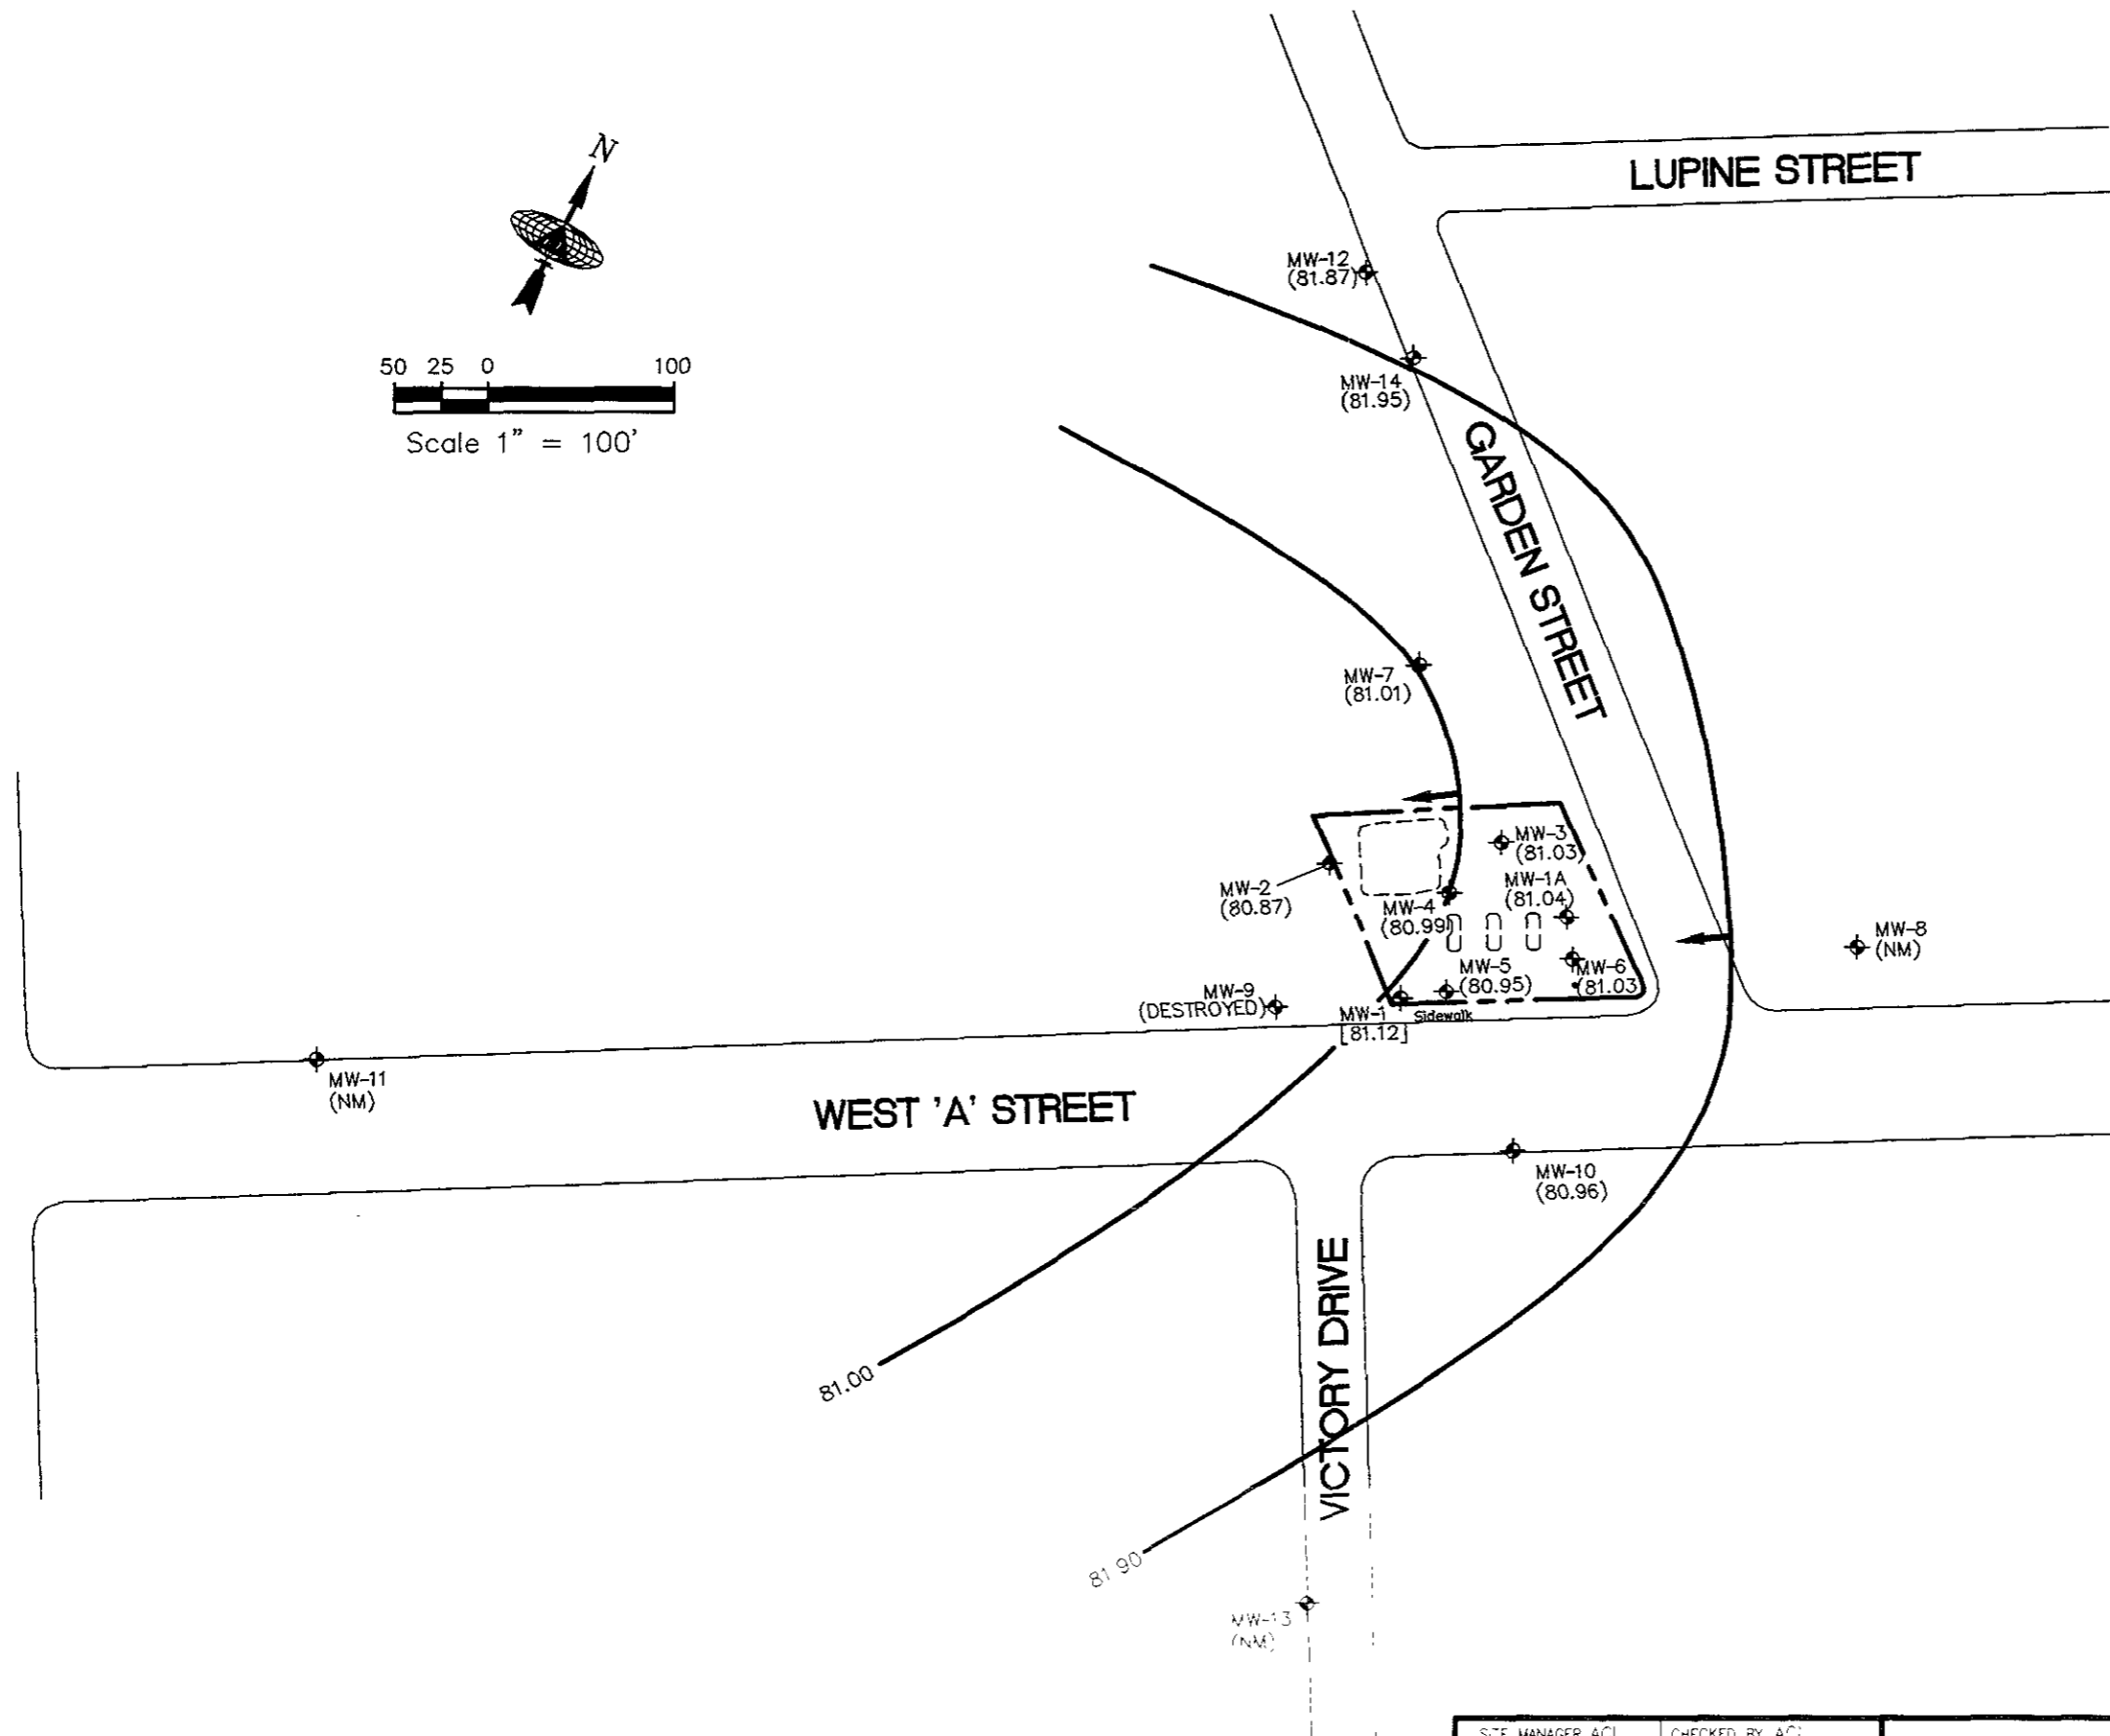 N
50 25 0 100
Scale 1" = 100'
LUPINE STREET
MW-12
(81.87)
MW-14
(81.95)
GARDEN STREET
MW-7
(81.01)
MW-3
(81.03)
MW-1A
(81.04)
MW-2
(80.87)
MW-4
(80.99)
MW-8
(NM)
MW-5
(80.95)
MW-6
(81.03)
MW-9
(DESTROYED)
MW-1
[81.12]
Sidewalk
MW-11
(NM)
WEST 'A' STREET
MW-10
(80.96)
VICTORY DRIVE
81.00
81.90
MW-13
(NM)
SITE MANAGER ACL
CHECKED BY ACL